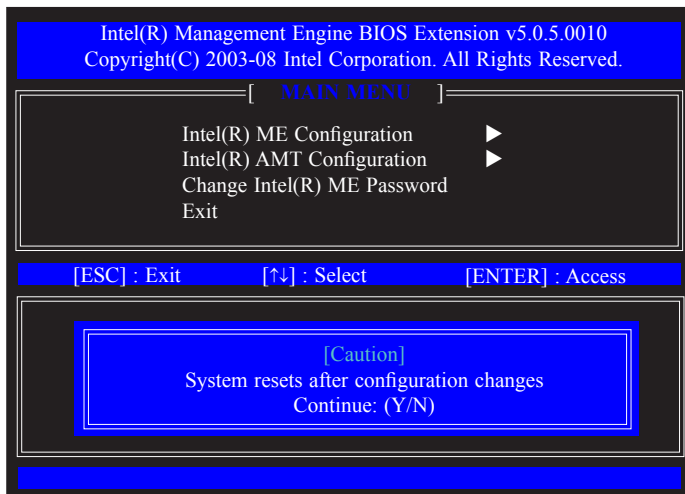 Intel(R) Management Engine BIOS Extension v5.0.5.0010
Copyright(C) 2003-08 Intel Corporation. All Rights Reserved.
[ MAIN MENU ]
Intel(R) ME Configuration ▶
Intel(R) AMT Configuration ▶
Change Intel(R) ME Password
Exit
[ESC] : Exit [↑↓] : Select [ENTER] : Access
[Caution]
System resets after configuration changes
Continue: (Y/N)